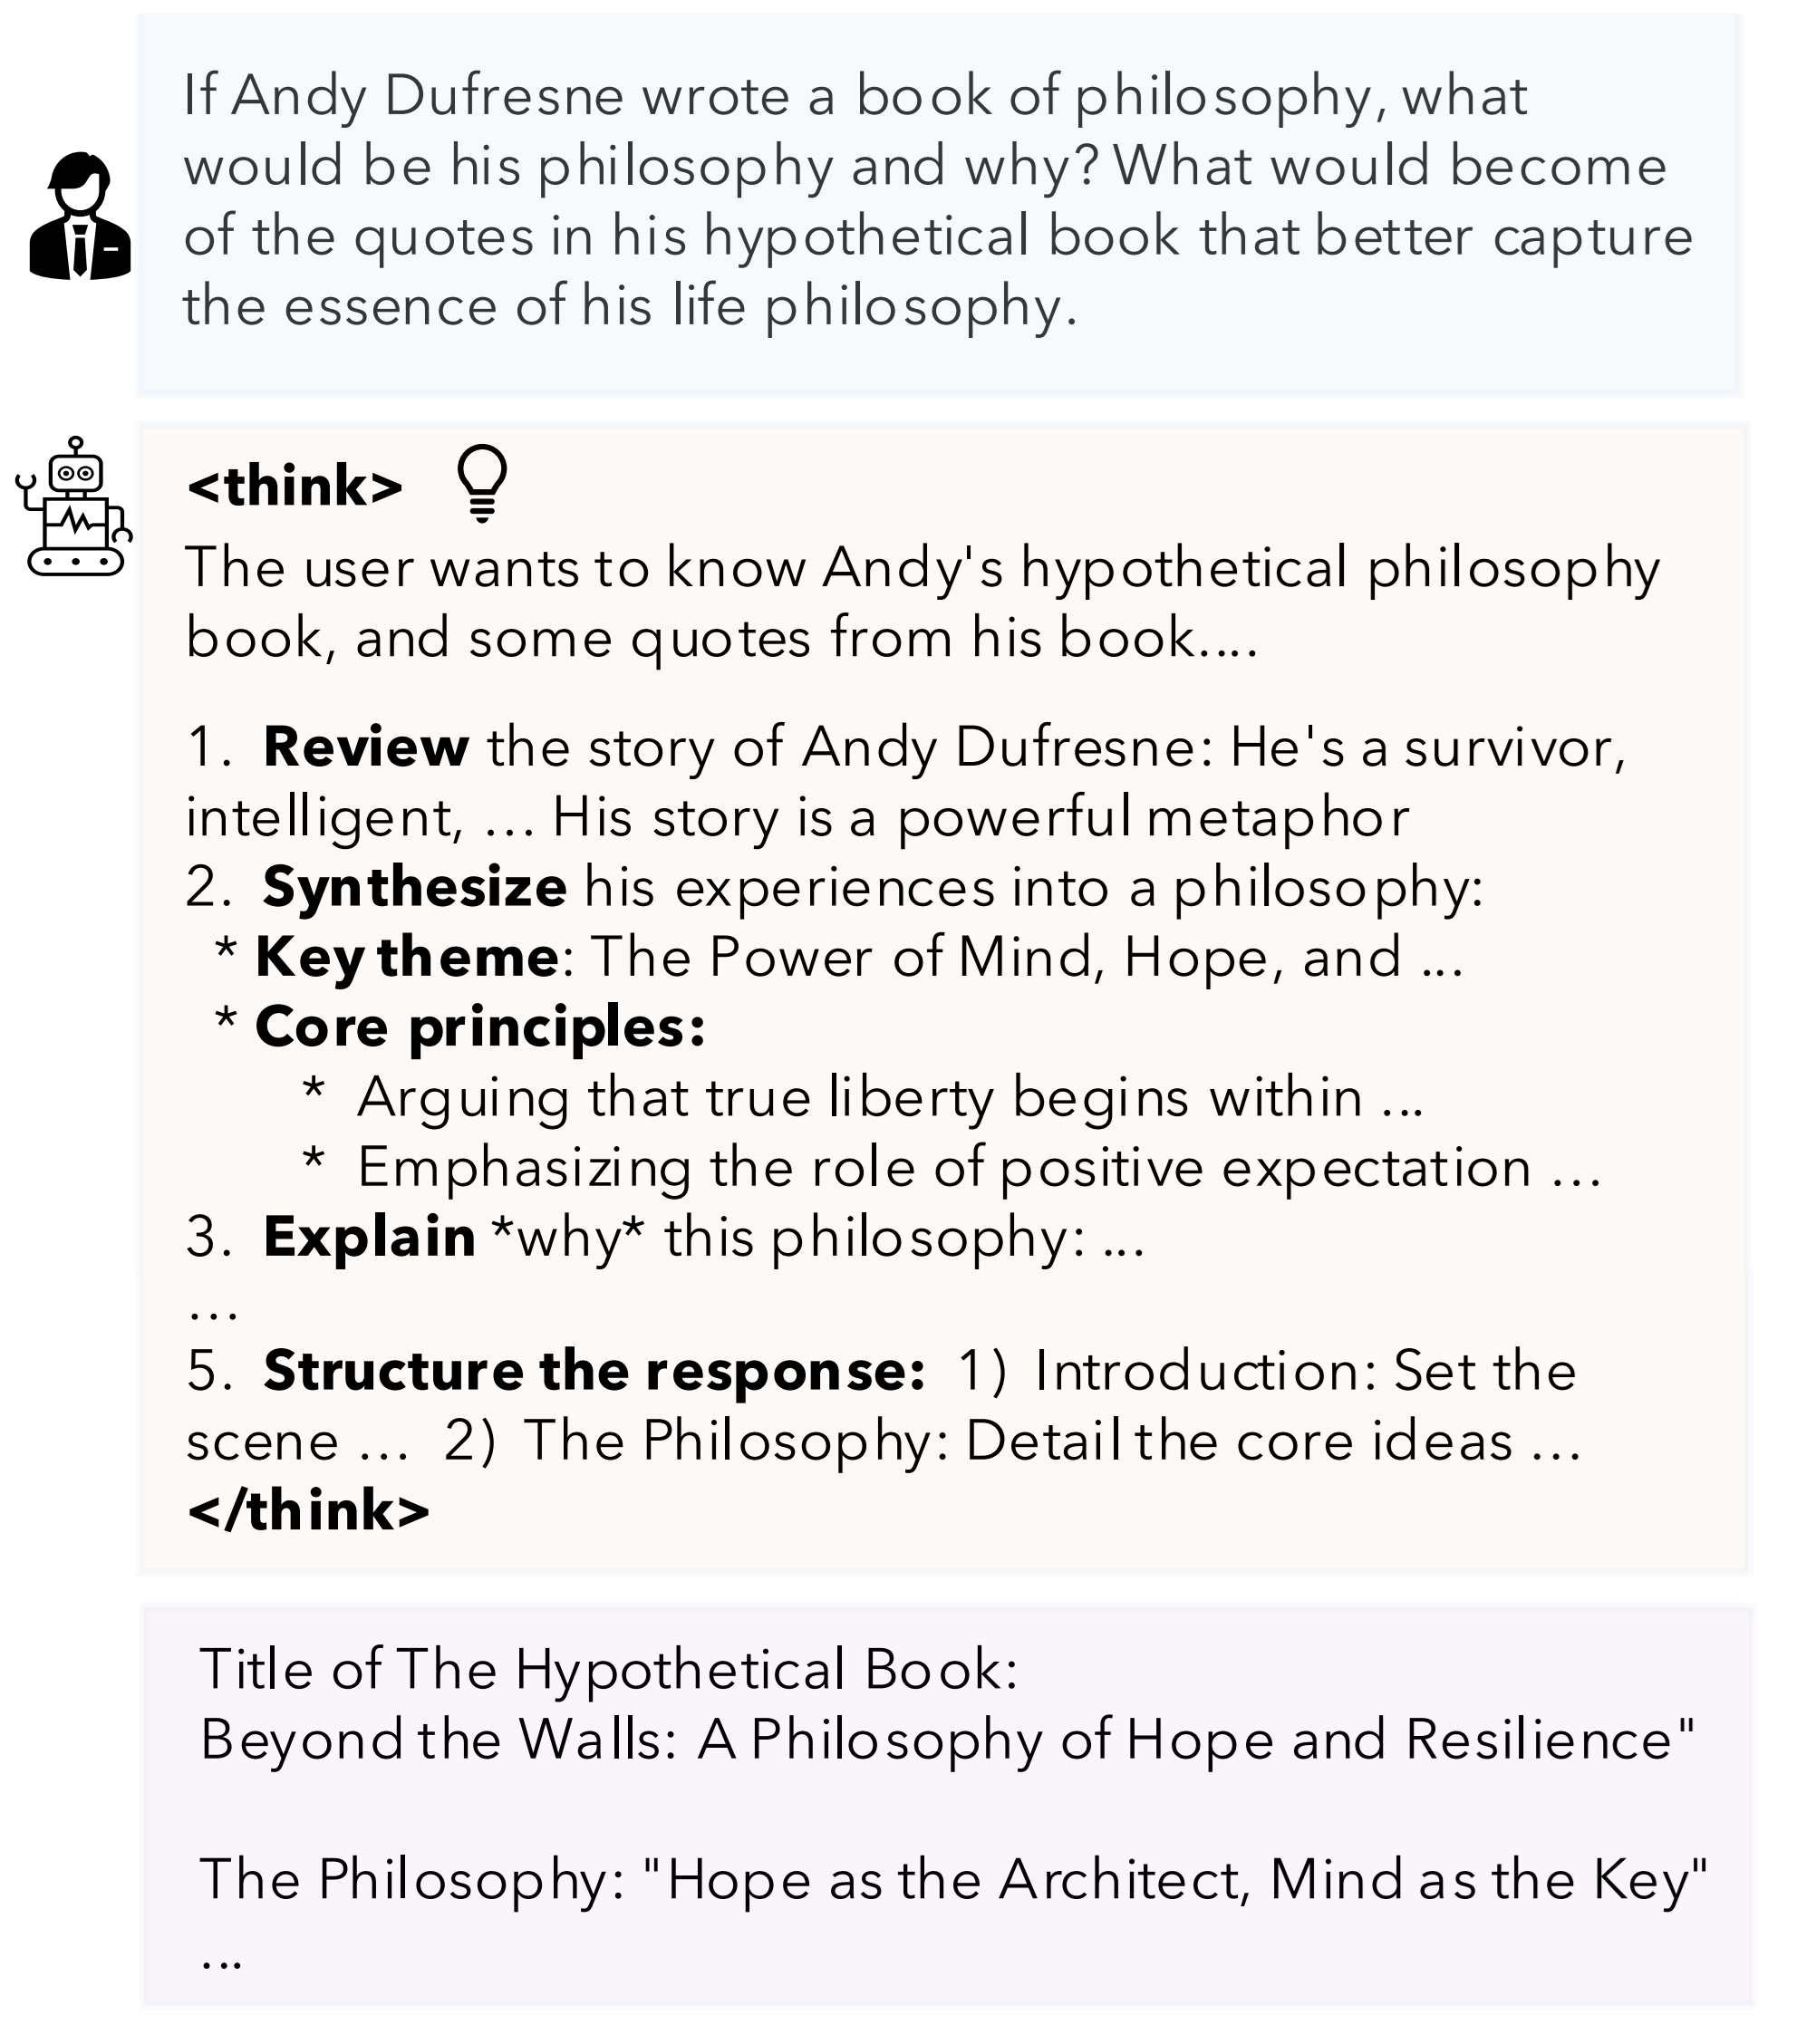 If Andy Dufresne wrote a book of philosophy, what
would be his philosophy and why? What would become
of the quotes in his hypothetical book that better capture
the essence of his life philosophy.
<think>
The user wants to know Andy's hypothetical philosophy
book, and some quotes from his book....
1. Review the story of Andy Dufresne: He's a survivor,
intelligent, ... His story is a powerful metaphor
2. Synthesize his experiences into a philosophy:
* Key theme: The Power of Mind, Hope, and ...
* Core principles:
* Arguing that true liberty begins within ...
* Emphasizing the role of positive expectation ...
3. Explain *why* this philosophy: ...
...
5. Structure the response: 1) Introduction: Set the
scene ... 2) The Philosophy: Detail the core ideas ...
</think>
Title of The Hypothetical Book:
Beyond the Walls: A Philosophy of Hope and Resilience"
The Philosophy: "Hope as the Architect, Mind as the Key"
...